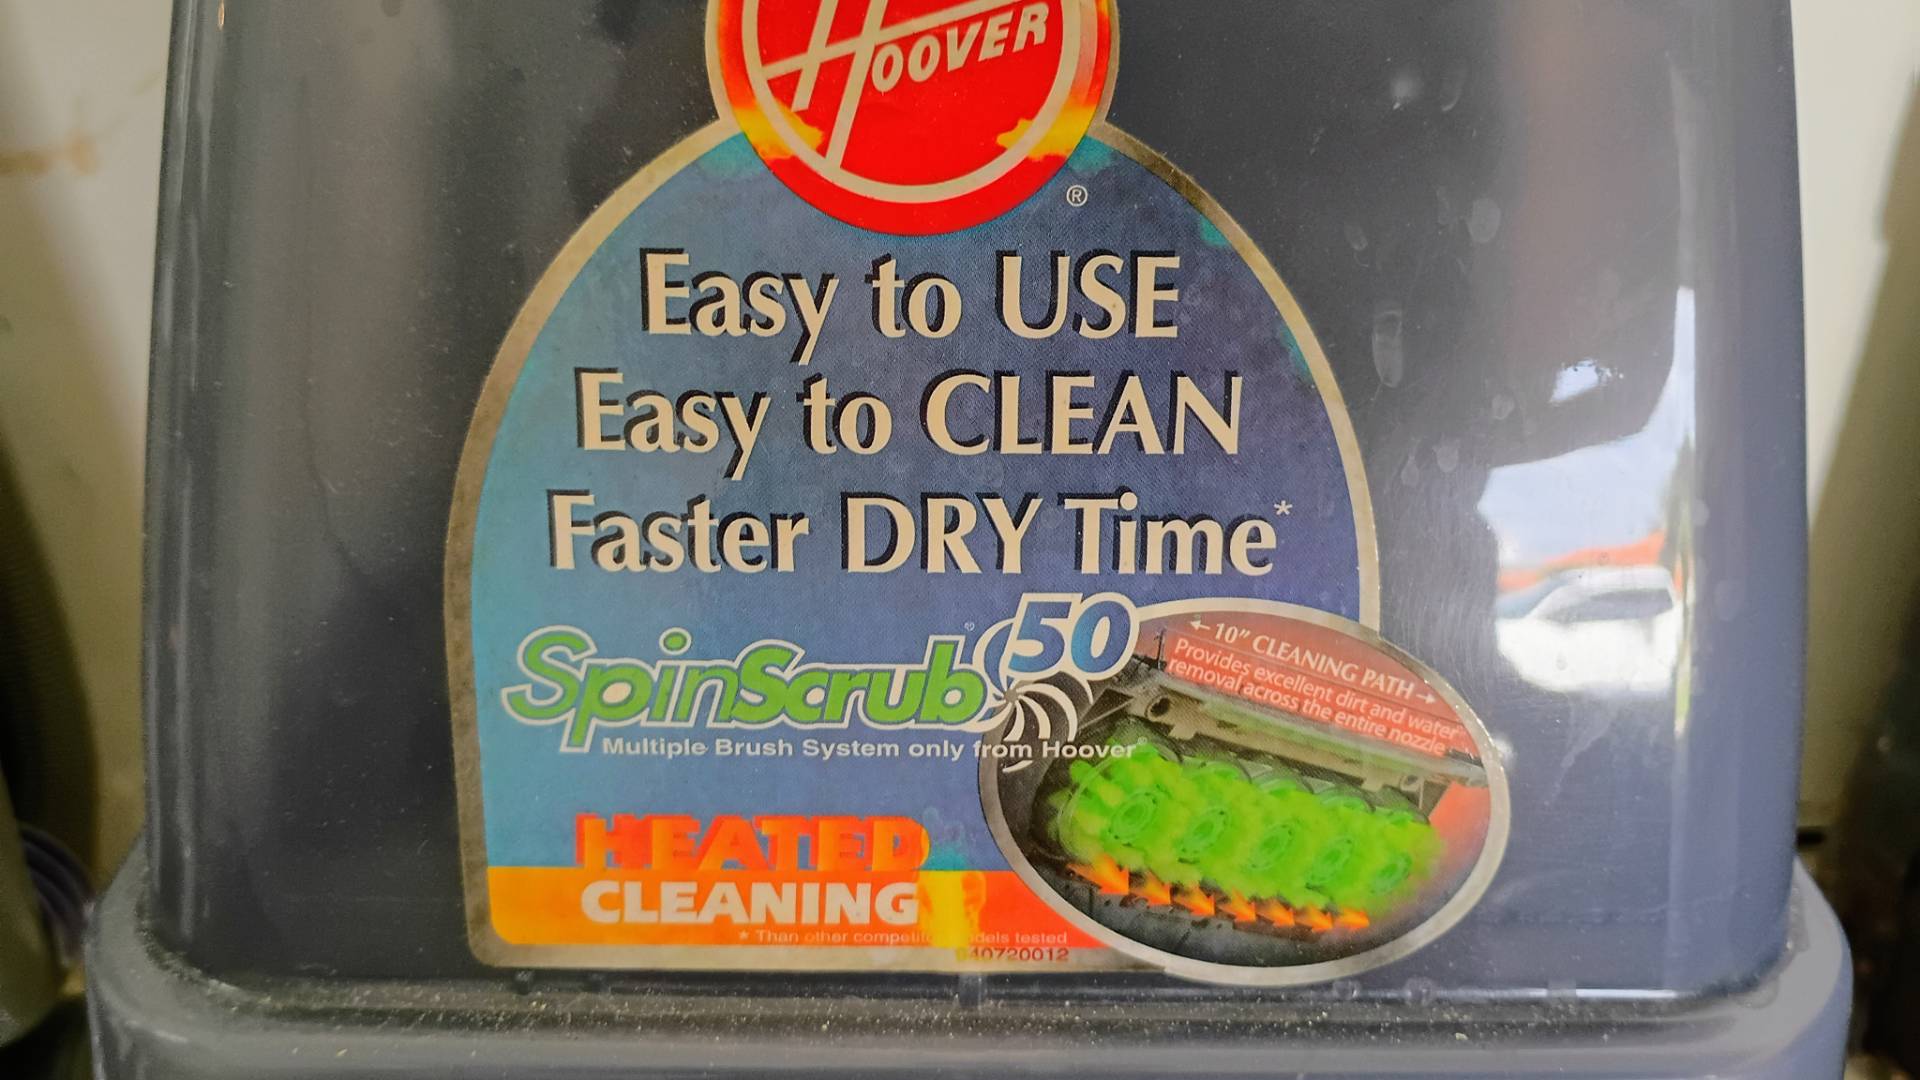 HOOVER
®
Easy to USE
Easy to CLEAN
Faster DRY Time*
SpinScrub® 50
Multiple Brush System only from Hoover®
← 10” CLEANING PATH →
Provides excellent dirt and water
removal across the entire nozzle
HEATED
CLEANING
* Than other models tested